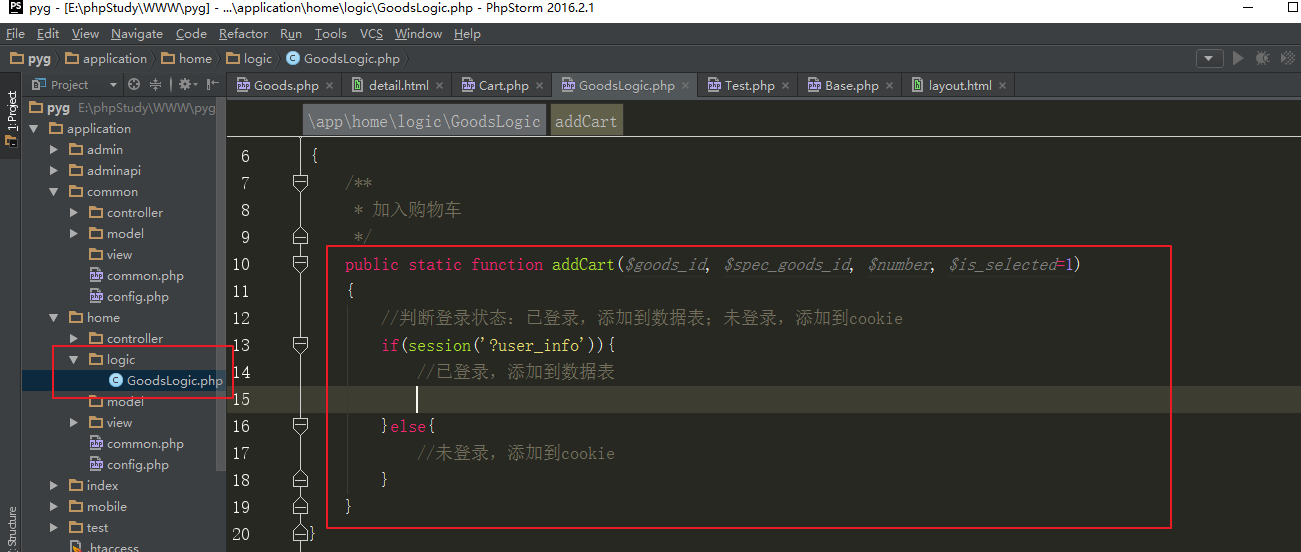 pyg - [E:\phpStudy\WWW\pyg] - ...\application\home\logic\GoodsLogic.php - PhpStorm 2016.2.1
File Edit View Navigate Code Refactor Run Tools VCS Window Help
pyg application home logic GoodsLogic.php
Project
Goods.php detail.html Cart.php GoodsLogic.php Test.php Base.php layout.html
1: Project
pyg E:\phpStudy\WWW\pyg
application
admin
adminapi
common
controller
model
view
common.php
config.php
home
controller
logic
GoodsLogic.php
model
view
common.php
config.php
index
mobile
test
.htaccess
Structure
\app\home\logic\GoodsLogic addCart
6 {
7 /**
8 * 加入购物车
9 */
10 public static function addCart($goods_id, $spec_goods_id, $number, $is_selected=1)
11 {
12 //判断登录状态：已登录，添加到数据表；未登录，添加到cookie
13 if(session('?user_info')){
14 //已登录，添加到数据表
15
16 }else{
17 //未登录，添加到cookie
18 }
19 }
20 }